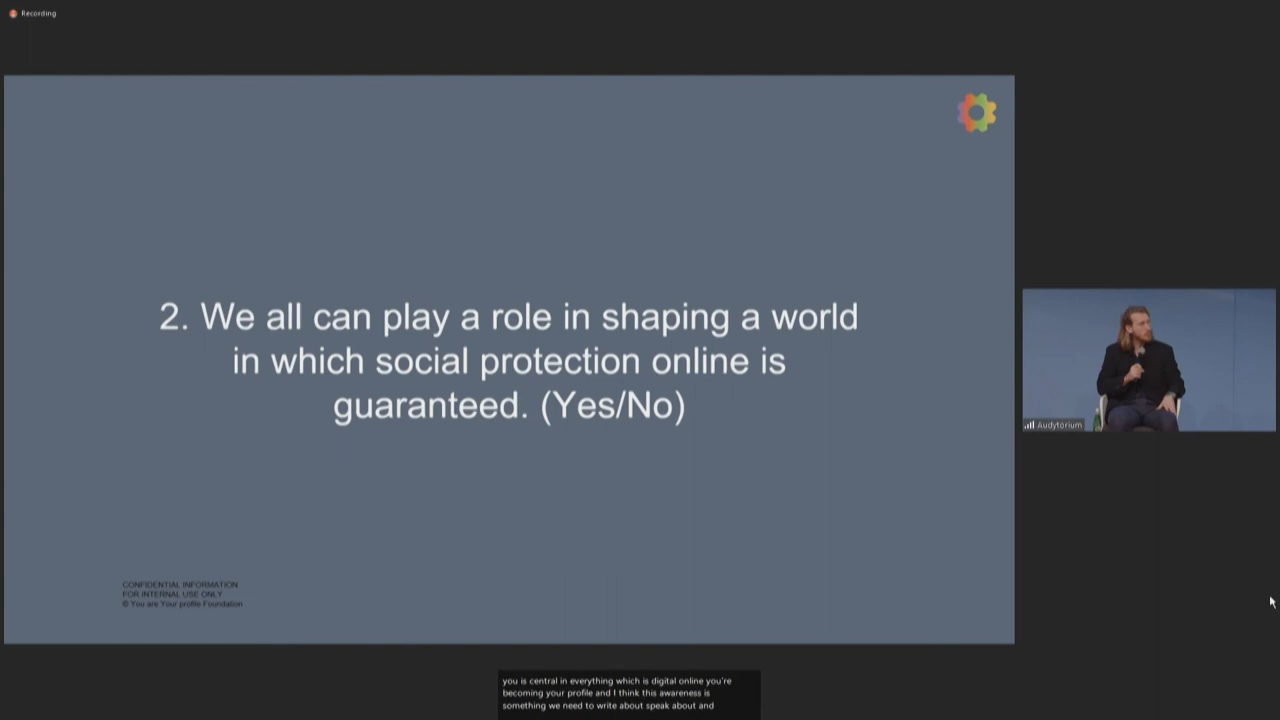 Recording
2. We all can play a role in shaping a world
in which social protection online is
guaranteed. (Yes/No)
Audytorium
CONFIDENTIAL INFORMATION
FOR INTERNAL USE ONLY
© You are Your profile Foundation
you is central in everything which is digital online you're
becoming your profile and I think this awareness is
something we need to write about speak about and